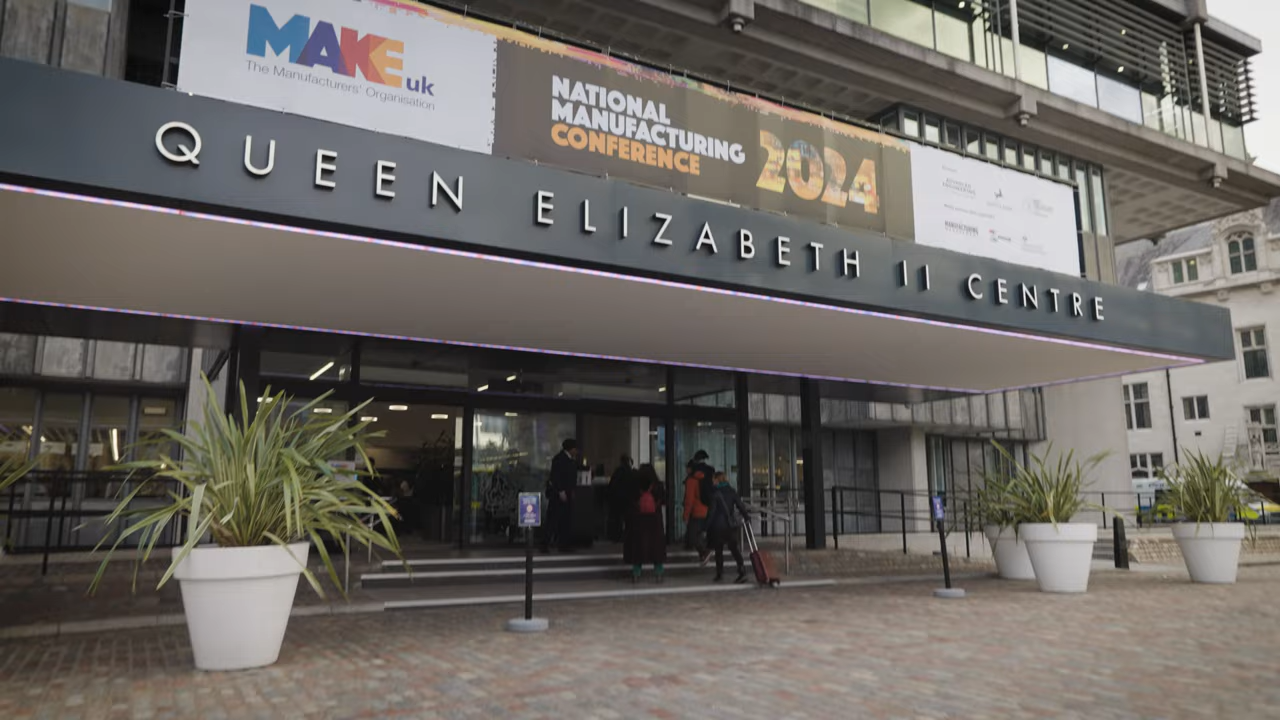 MAKE uk
The Manufacturers' Organisation
NATIONAL
MANUFACTURING
CONFERENCE
2024
QUEEN ELIZABETH II CENTRE